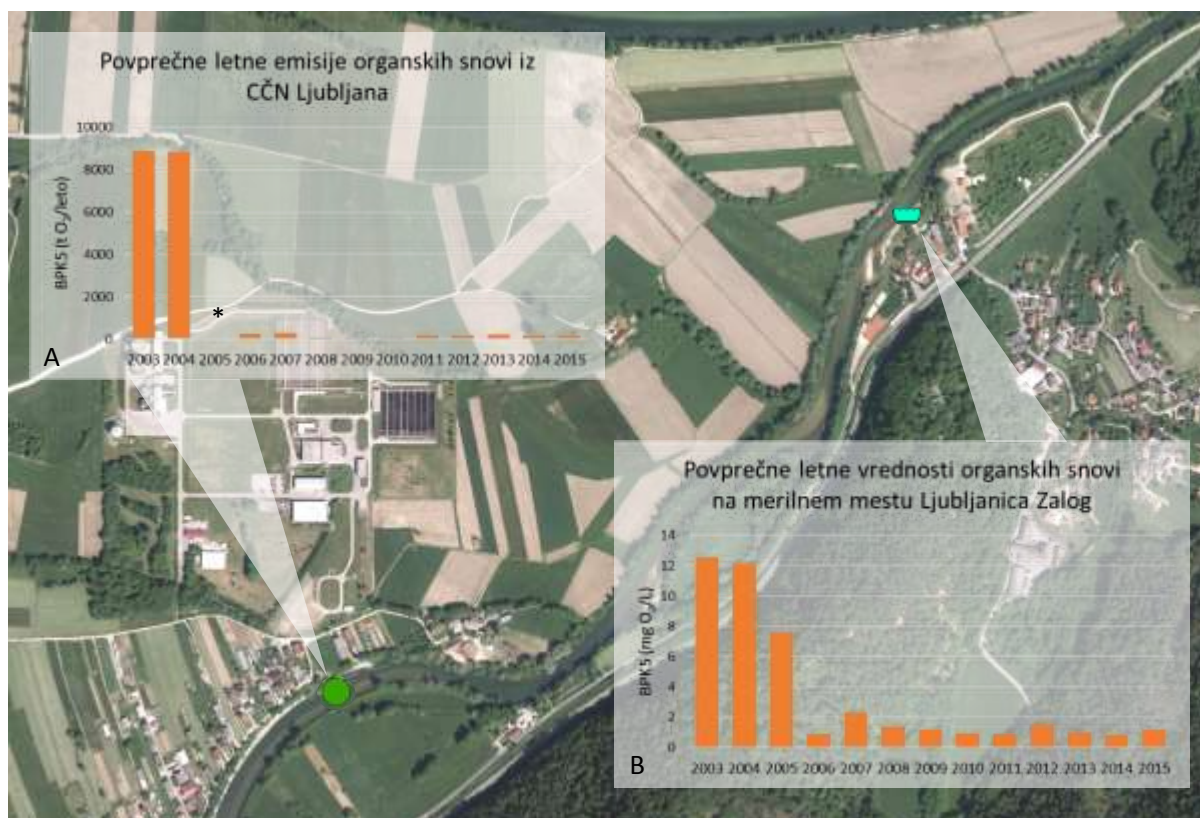 Povprečne letne emisije organskih snovi iz
CČN Ljubljana
10000
8000
6000
4000
2000
0
BPK5 (t O₂/leto)
*
A
2003 2004 2005 2006 2007 2008 2009 2010 2011 2012 2013 2014 2015
Povprečne letne vrednosti organskih snovi
na merilnem mestu Ljubljanica Zalog
14
12
10
8
6
4
2
0
BPK5 (mg O₂/L)
B
2003 2004 2005 2006 2007 2008 2009 2010 2011 2012 2013 2014 2015